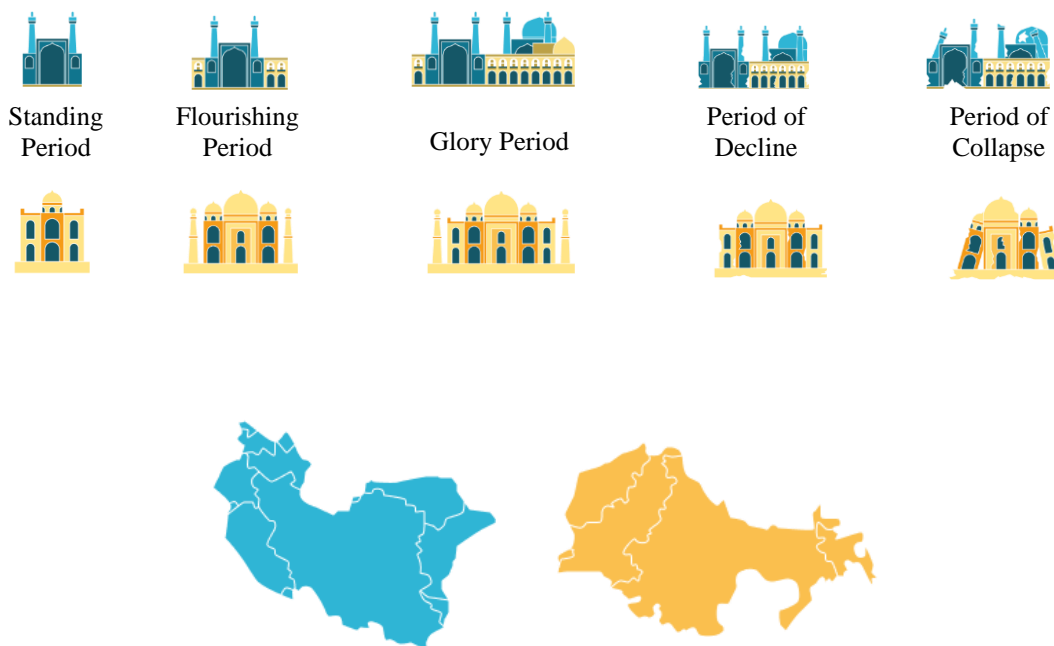 Standing
Period
Flourishing
Period
Glory Period
Period of
Decline
Period of
Collapse